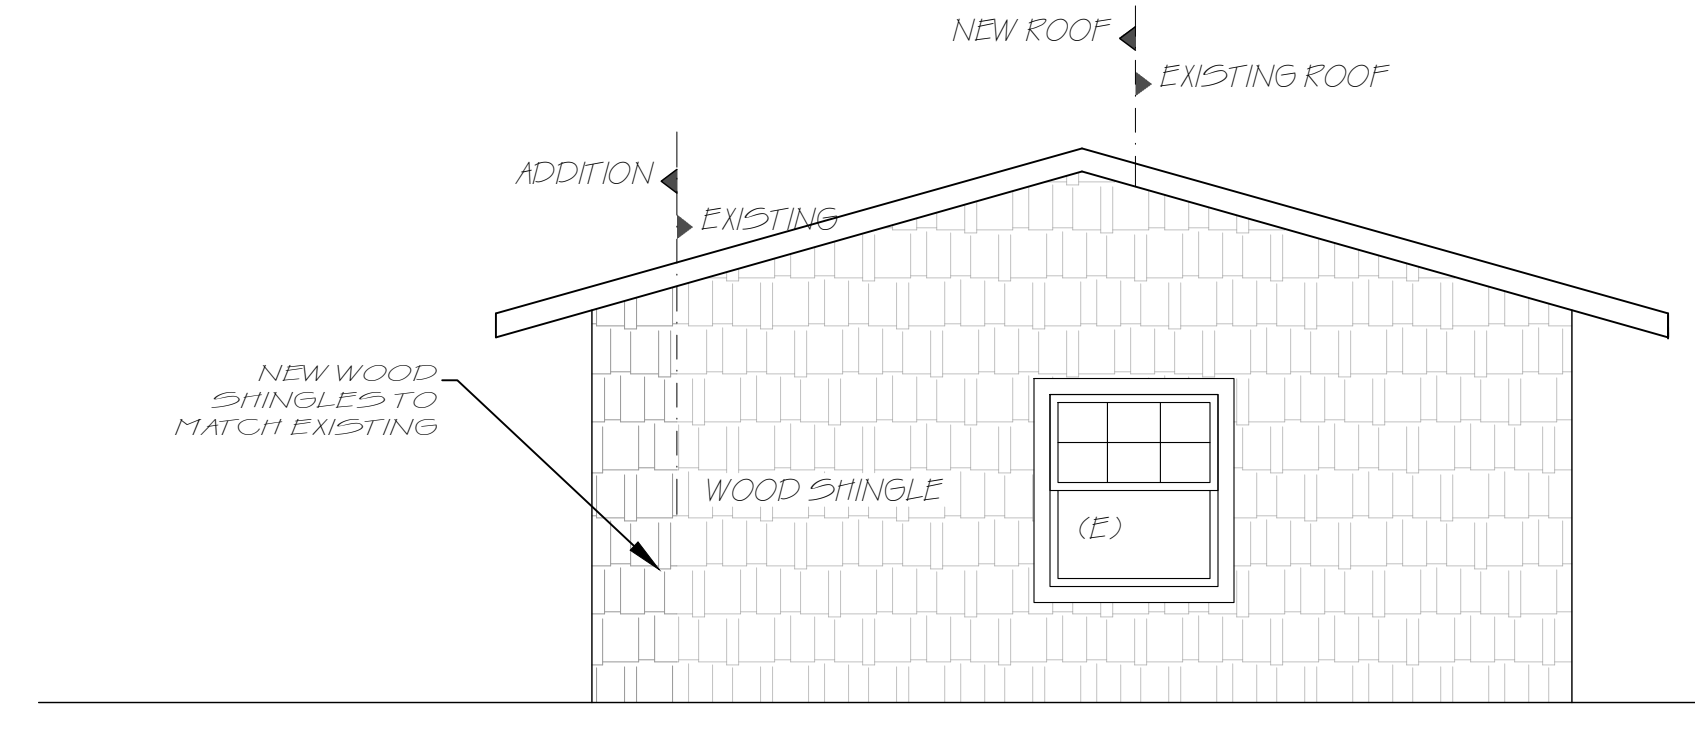 NEW ROOF
EXISTING ROOF
ADDITION
EXISTING
NEW WOOD
SHINGLES TO
MATCH EXISTING
WOOD SHINGLE
(E)